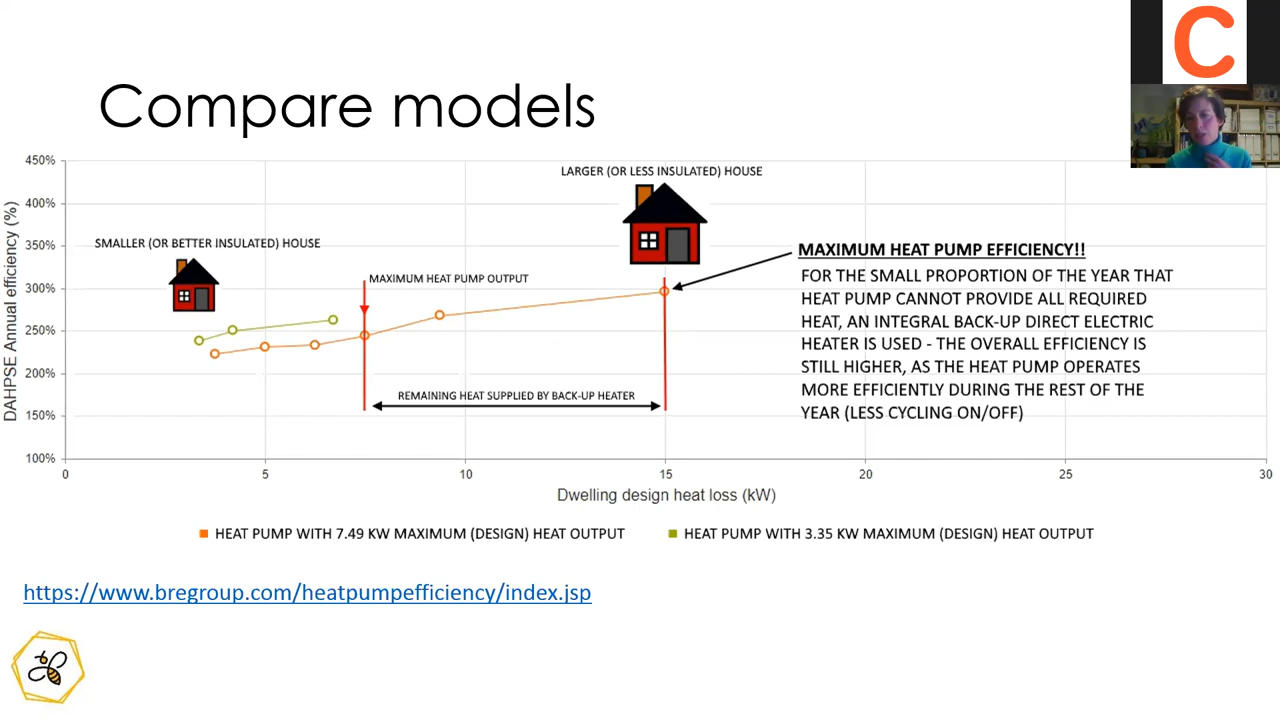 C
Compare models
450%
400%
350%
300%
250%
200%
150%
100%
DAHPSE Annual efficiency (%)
LARGER (OR LESS INSULATED) HOUSE
SMALLER (OR BETTER INSULATED) HOUSE
MAXIMUM HEAT PUMP OUTPUT
REMAINING HEAT SUPPLIED BY BACK-UP HEATER
MAXIMUM HEAT PUMP EFFICIENCY!!
FOR THE SMALL PROPORTION OF THE YEAR THAT
HEAT PUMP CANNOT PROVIDE ALL REQUIRED
HEAT, AN INTEGRAL BACK-UP DIRECT ELECTRIC
HEATER IS USED - THE OVERALL EFFICIENCY IS
STILL HIGHER, AS THE HEAT PUMP OPERATES
MORE EFFICIENTLY DURING THE REST OF THE
YEAR (LESS CYCLING ON/OFF)
0 5 10 15 20 25 30
Dwelling design heat loss (kW)
HEAT PUMP WITH 7.49 KW MAXIMUM (DESIGN) HEAT OUTPUT
HEAT PUMP WITH 3.35 KW MAXIMUM (DESIGN) HEAT OUTPUT
https://www.bregroup.com/heatpumpefficiency/index.jsp